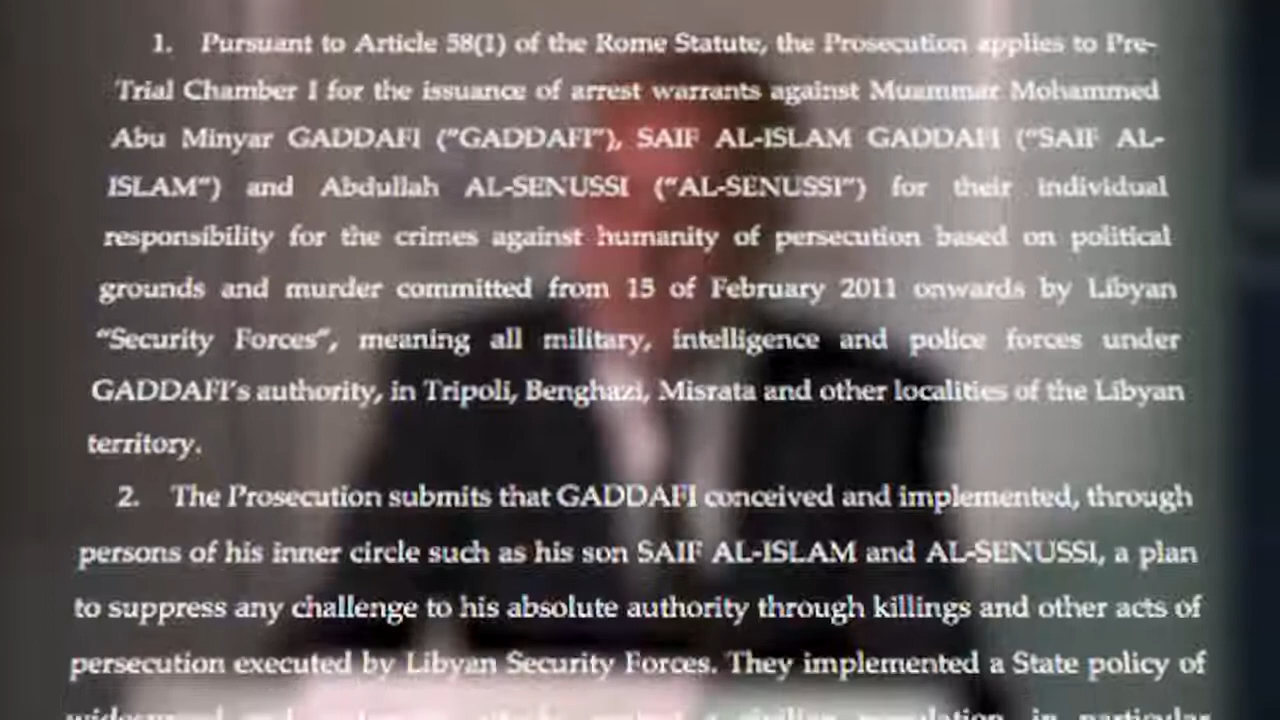 1. Pursuant to Article 58(1) of the Rome Statute, the Prosecution applies to Pre-
Trial Chamber I for the issuance of arrest warrants against Muammar Mohammed
Abu Minyar GADDAFI ("GADDAFI"), SAIF AL-ISLAM GADDAFI ("SAIF AL-
ISLAM") and Abdullah AL-SENUSSI ("AL-SENUSSI") for their individual
responsibility for the crimes against humanity of persecution based on political
grounds and murder committed from 15 of February 2011 onwards by Libyan
"Security Forces", meaning all military, intelligence and police forces under
GADDAFI's authority, in Tripoli, Benghazi, Misrata and other localities of the Libyan
territory.
2. The Prosecution submits that GADDAFI conceived and implemented, through
persons of his inner circle such as his son SAIF AL-ISLAM and AL-SENUSSI, a plan
to suppress any challenge to his absolute authority through killings and other acts of
persecution executed by Libyan Security Forces. They implemented a State policy of